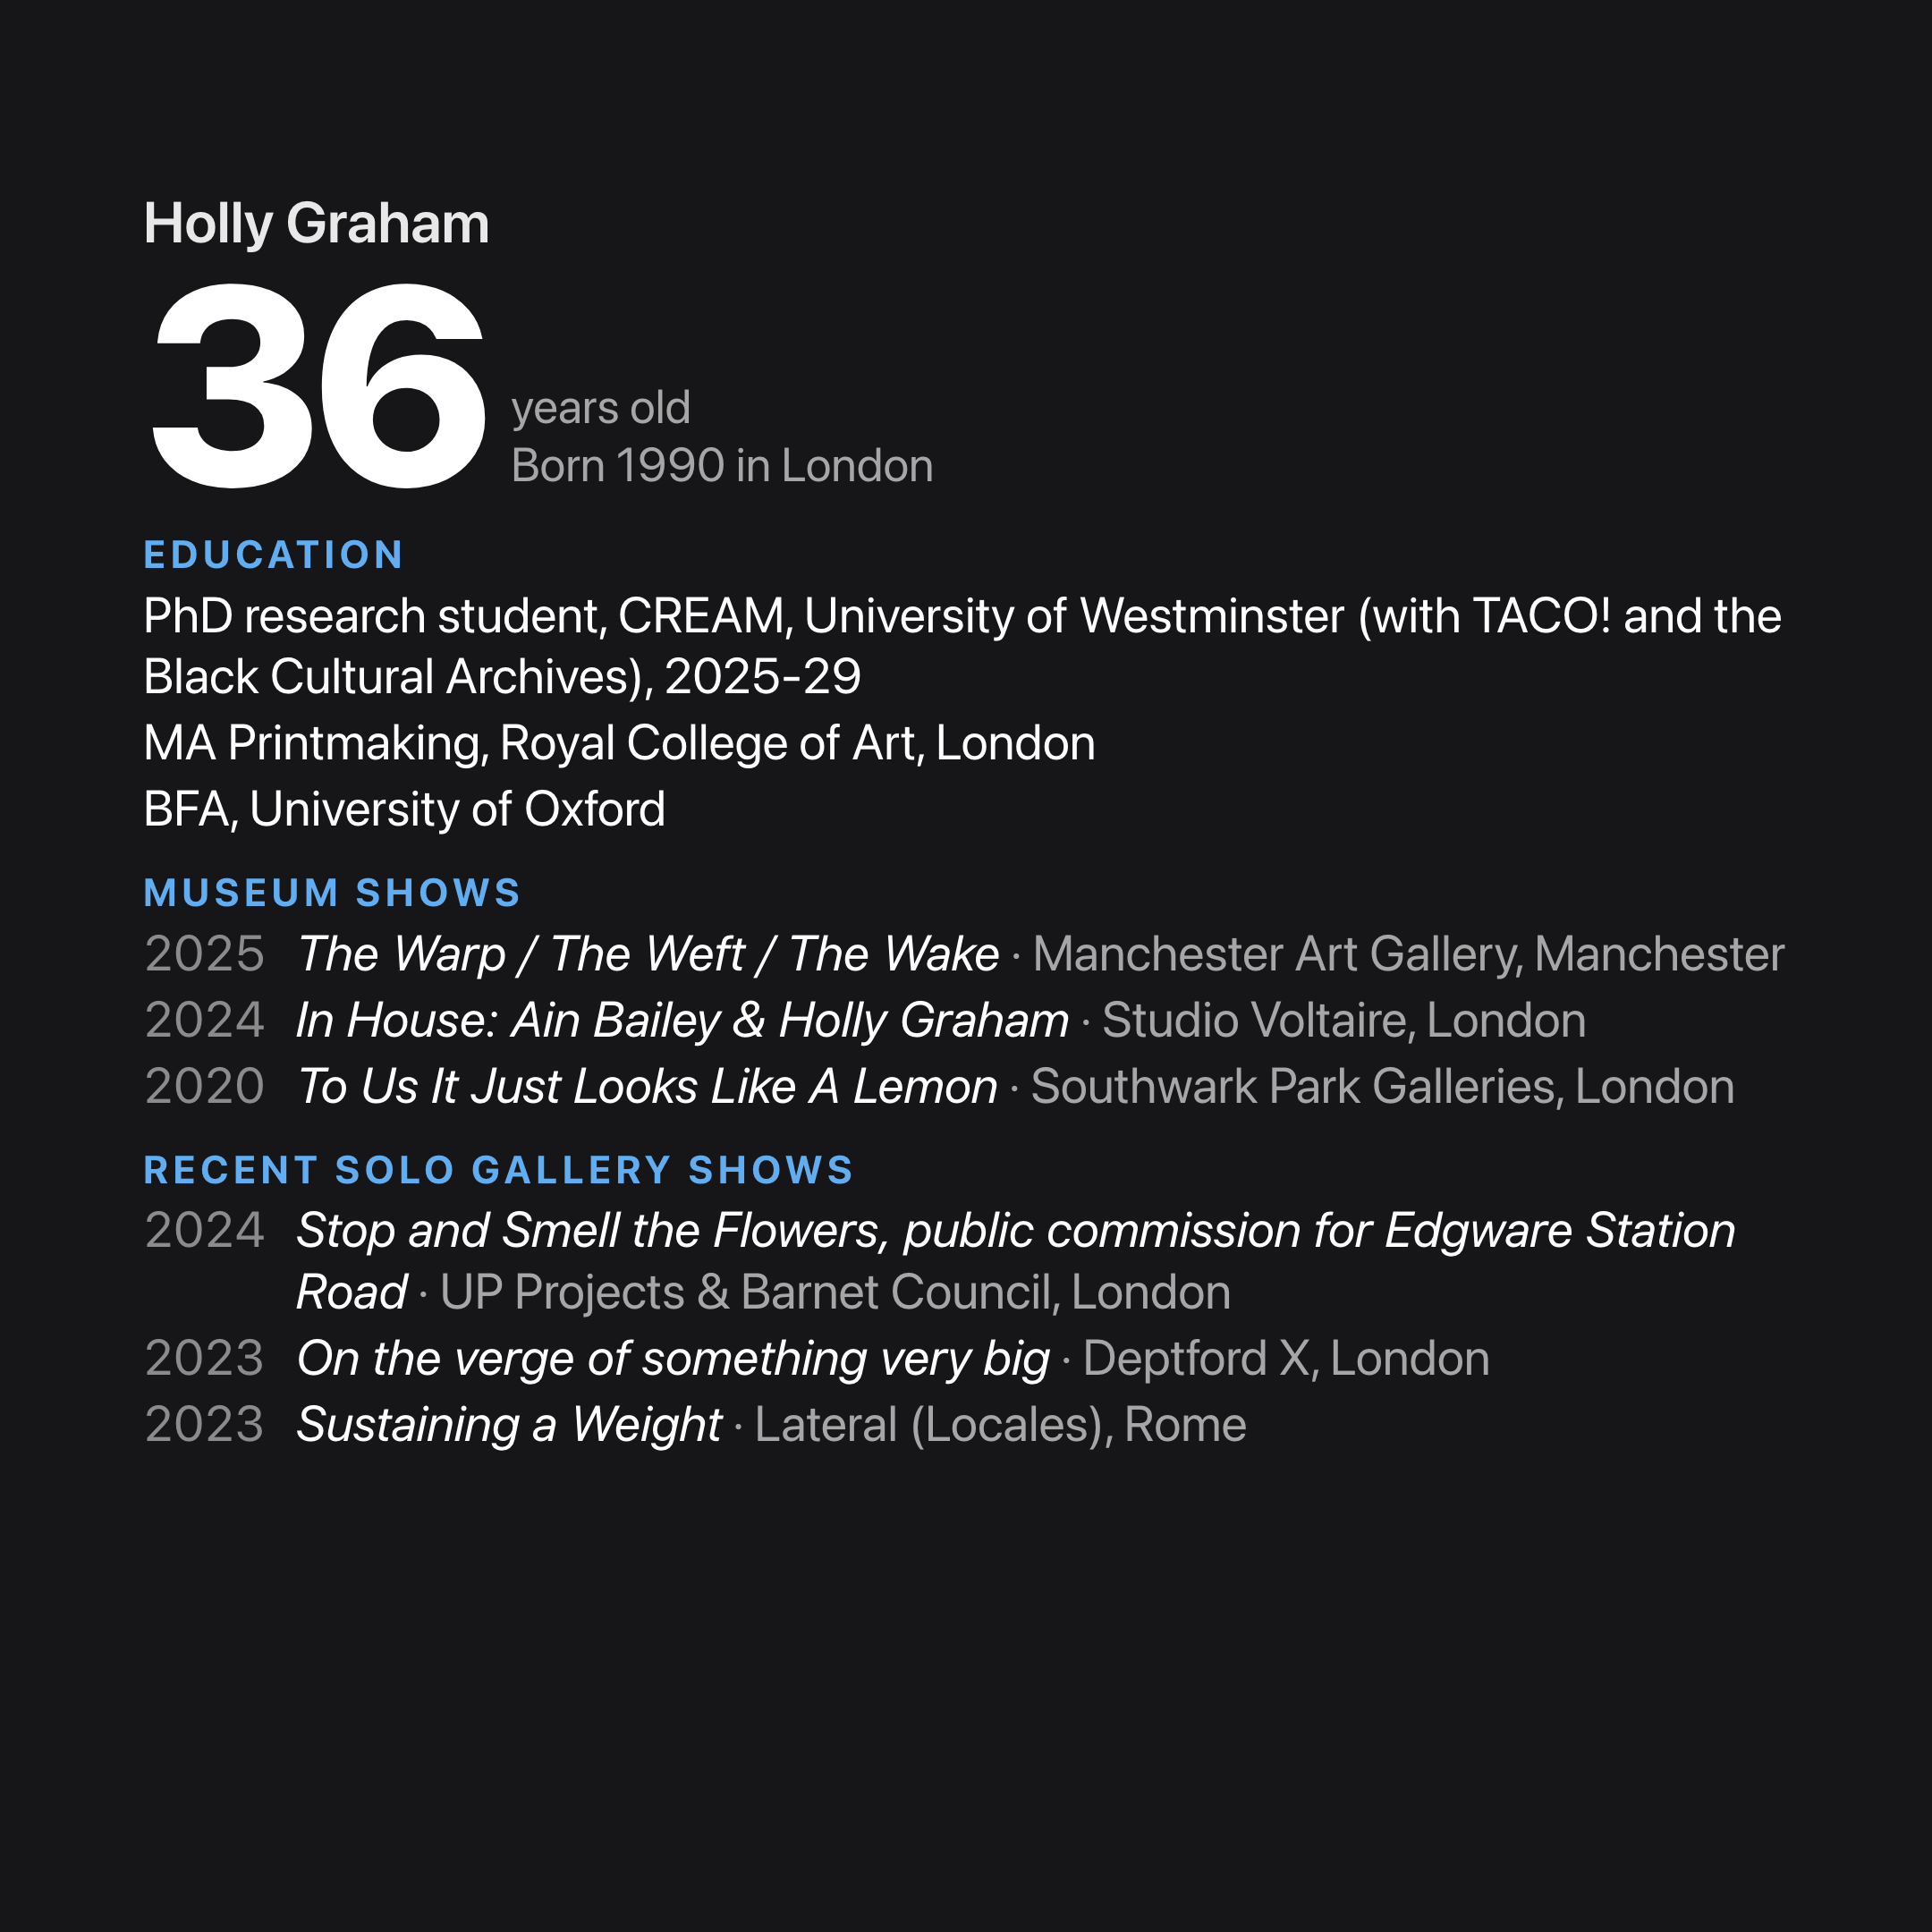 Holly Graham
36
years old
Born 1990 in London
EDUCATION
PhD research student, CREAM, University of Westminster (with TACO! and the
Black Cultural Archives), 2025-29
MA Printmaking, Royal College of Art, London
BFA, University of Oxford
MUSEUM SHOWS
2025 The Warp / The Weft / The Wake · Manchester Art Gallery, Manchester
2024 In House: Ain Bailey & Holly Graham · Studio Voltaire, London
2020 To Us It Just Looks Like A Lemon · Southwark Park Galleries, London
RECENT SOLO GALLERY SHOWS
2024 Stop and Smell the Flowers, public commission for Edgware Station
Road · UP Projects & Barnet Council, London
2023 On the verge of something very big · Deptford X, London
2023 Sustaining a Weight · Lateral (Locales), Rome